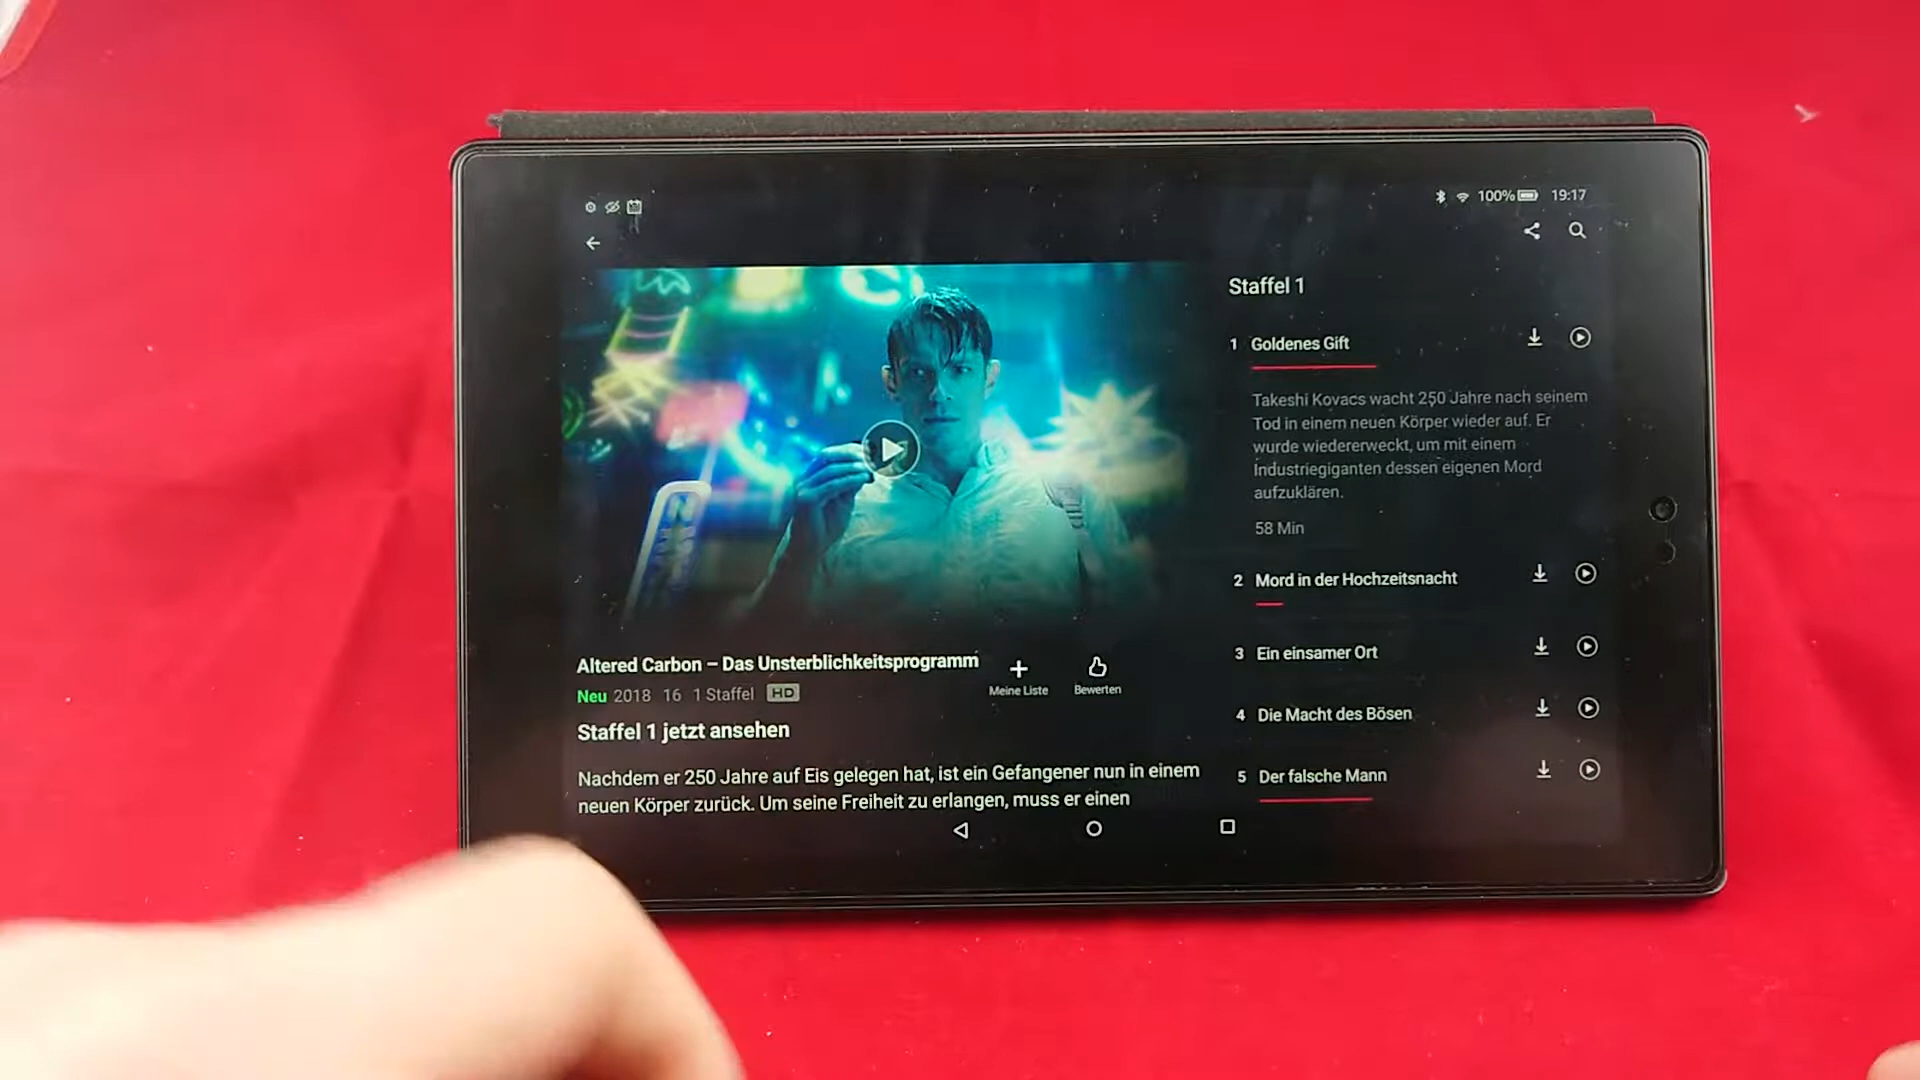 100% 19:17
Staffel 1
1 Goldenes Gift
Takeshi Kovacs wacht 250 Jahre nach seinem
Tod in einem neuen Körper wieder auf. Er
wurde wiedererweckt, um mit einem
Industriegiganten dessen eigenen Mord
aufzuklären.
58 Min
2 Mord in der Hochzeitsnacht
3 Ein einsamer Ort
4 Die Macht des Bösen
5 Der falsche Mann
Altered Carbon – Das Unsterblichkeitsprogramm
Neu 2018 16 1 Staffel HD
Meine Liste
Bewerten
Staffel 1 jetzt ansehen
Nachdem er 250 Jahre auf Eis gelegen hat, ist ein Gefangener nun in einem
neuen Körper zurück. Um seine Freiheit zu erlangen, muss er einen